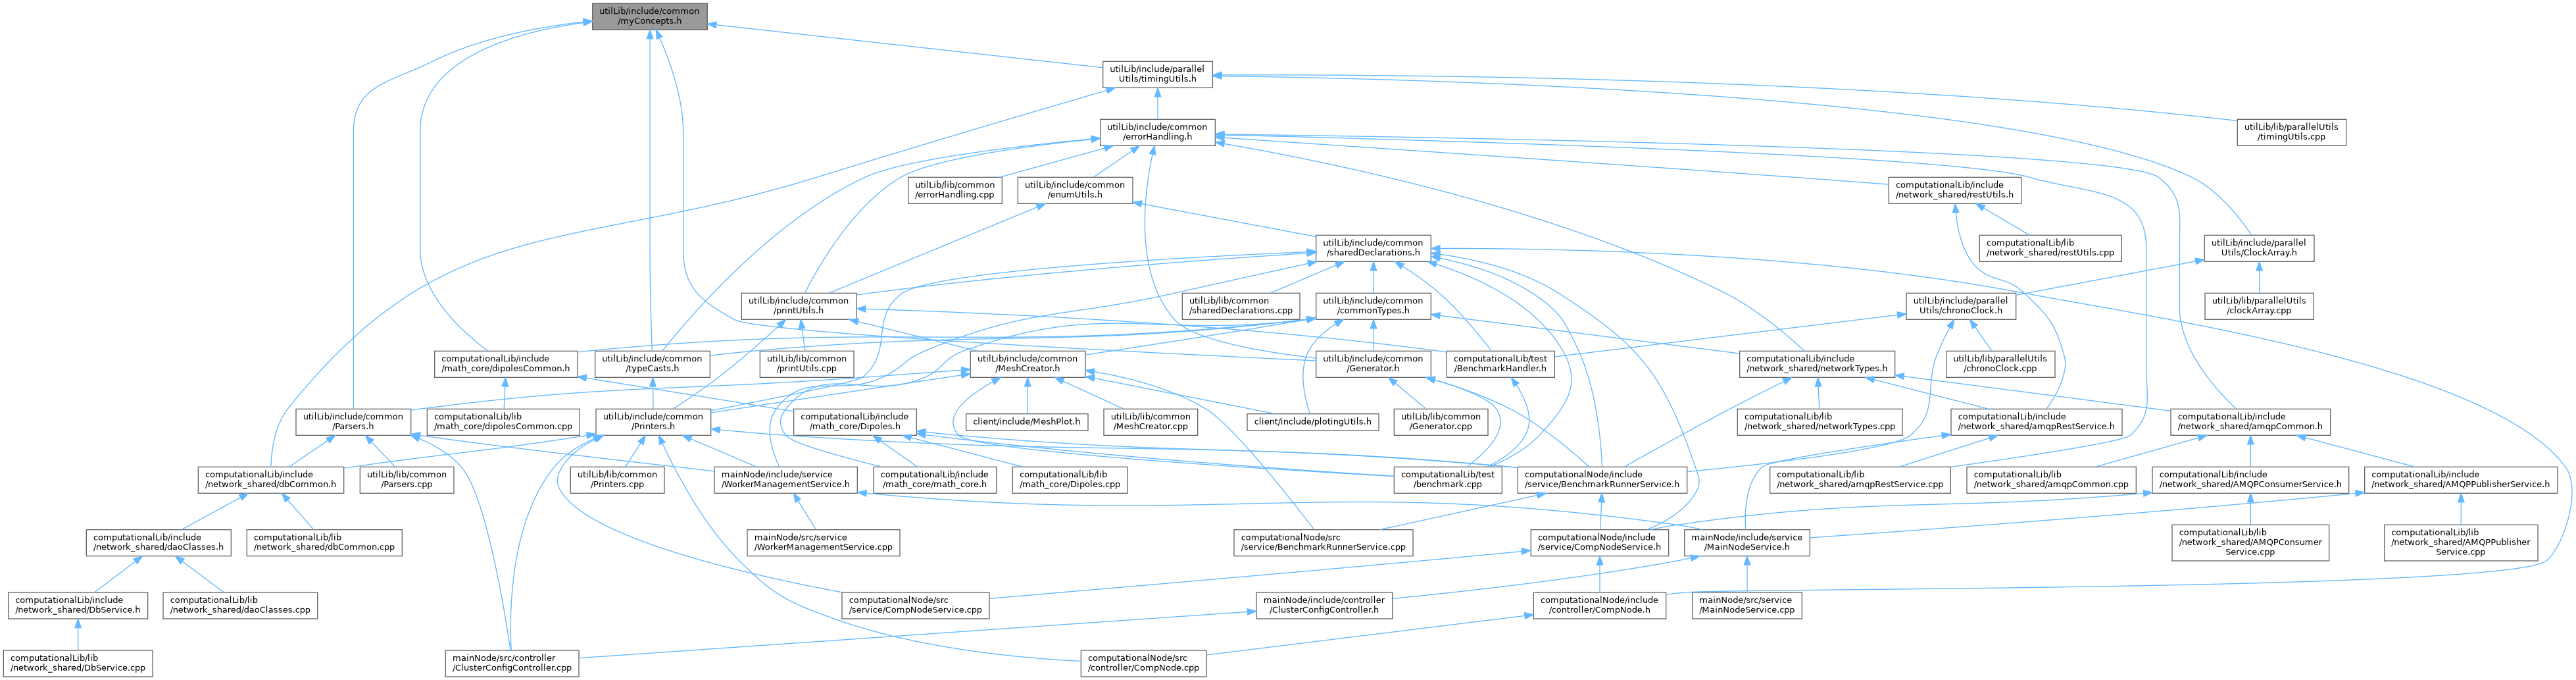 utilLib/include/common
/myConcepts.h
utilLib/include/parallel
Utils/timingUtils.h
utilLib/include/common
/errorHandling.h
utilLib/lib/parallelUtils
/timingUtils.cpp
utilLib/lib/common
/errorHandling.cpp
utilLib/include/common
/enumUtils.h
computationalLib/include
/network_shared/restUtils.h
utilLib/include/common
/sharedDeclarations.h
computationalLib/lib
/network_shared/restUtils.cpp
utilLib/include/parallel
Utils/ClockArray.h
utilLib/include/common
/printUtils.h
utilLib/lib/common
/sharedDeclarations.cpp
utilLib/include/common
/commonTypes.h
utilLib/include/parallel
Utils/chronoClock.h
utilLib/lib/parallelUtils
/clockArray.cpp
computationalLib/include
/math_core/dipolesCommon.h
utilLib/include/common
/typeCasts.h
utilLib/lib/common
/printUtils.cpp
utilLib/include/common
/MeshCreator.h
utilLib/include/common
/Generator.h
computationalLib/test
/BenchmarkHandler.h
computationalLib/include
/network_shared/networkTypes.h
utilLib/lib/parallelUtils
/chronoClock.cpp
utilLib/include/common
/Parsers.h
computationalLib/lib
/math_core/dipolesCommon.cpp
utilLib/include/common
/Printers.h
computationalLib/include
/math_core/Dipoles.h
client/include/MeshPlot.h
utilLib/lib/common
/MeshCreator.cpp
client/include/plotingUtils.h
utilLib/lib/common
/Generator.cpp
computationalLib/lib
/network_shared/networkTypes.cpp
computationalLib/include
/network_shared/amqpRestService.h
computationalLib/include
/network_shared/amqpCommon.h
computationalLib/include
/network_shared/dbCommon.h
utilLib/lib/common
/Parsers.cpp
utilLib/lib/common
/Printers.cpp
mainNode/include/service
/WorkerManagementService.h
computationalLib/include
/math_core/math_core.h
computationalLib/lib
/math_core/Dipoles.cpp
computationalLib/test
/benchmark.cpp
computationalNode/include
/service/BenchmarkRunnerService.h
computationalLib/lib
/network_shared/amqpRestService.cpp
computationalLib/lib
/network_shared/amqpCommon.cpp
computationalLib/include
/network_shared/AMQPConsumerService.h
computationalLib/include
/network_shared/AMQPPublisherService.h
computationalLib/include
/network_shared/daoClasses.h
computationalLib/lib
/network_shared/dbCommon.cpp
mainNode/src/service
/WorkerManagementService.cpp
computationalNode/src
/service/BenchmarkRunnerService.cpp
computationalNode/include
/service/CompNodeService.h
mainNode/include/service
/MainNodeService.h
computationalLib/lib
/network_shared/AMQPConsumer
Service.cpp
computationalLib/lib
/network_shared/AMQPPublisher
Service.cpp
computationalLib/include
/network_shared/DbService.h
computationalLib/lib
/network_shared/daoClasses.cpp
computationalNode/src
/service/CompNodeService.cpp
mainNode/include/controller
/ClusterConfigController.h
computationalNode/include
/controller/CompNode.h
mainNode/src/service
/MainNodeService.cpp
computationalLib/lib
/network_shared/DbService.cpp
mainNode/src/controller
/ClusterConfigController.cpp
computationalNode/src
/controller/CompNode.cpp